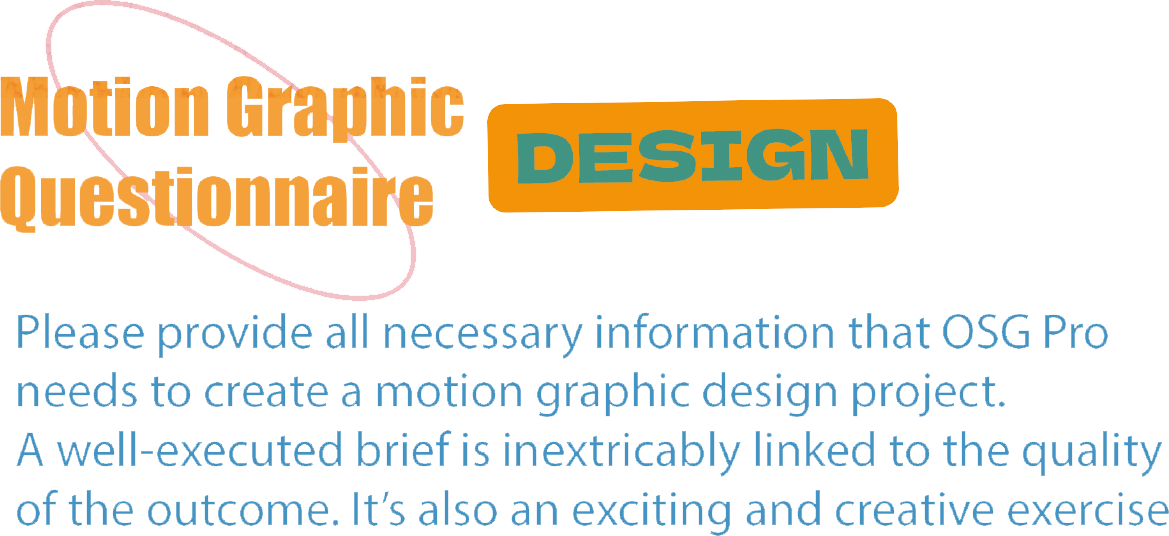 Motion Graphic
Questionnaire
DESIGN
Please provide all necessary information that OSG Pro
needs to create a motion graphic design project.
A well-executed brief is inextricably linked to the quality
of the outcome. It’s also an exciting and creative exercise